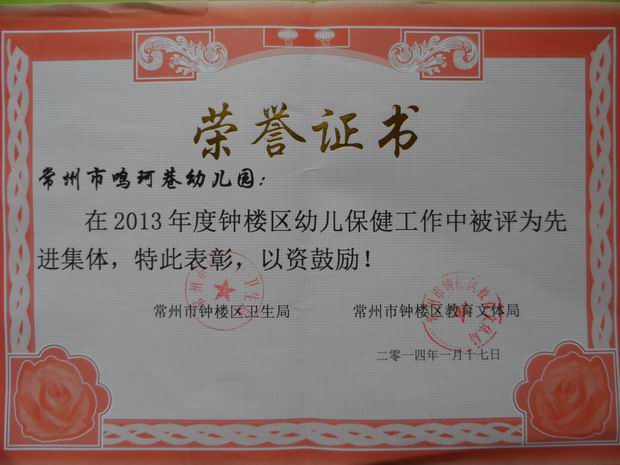 荣誉证书
常州市鸣珂巷幼儿园：
在2013年度钟楼区幼儿保健工作中被评为先
进集体，特此表彰，以资鼓励！
常州市钟楼区卫生局 常州市钟楼区教育文体局
二零一四年一月十七日